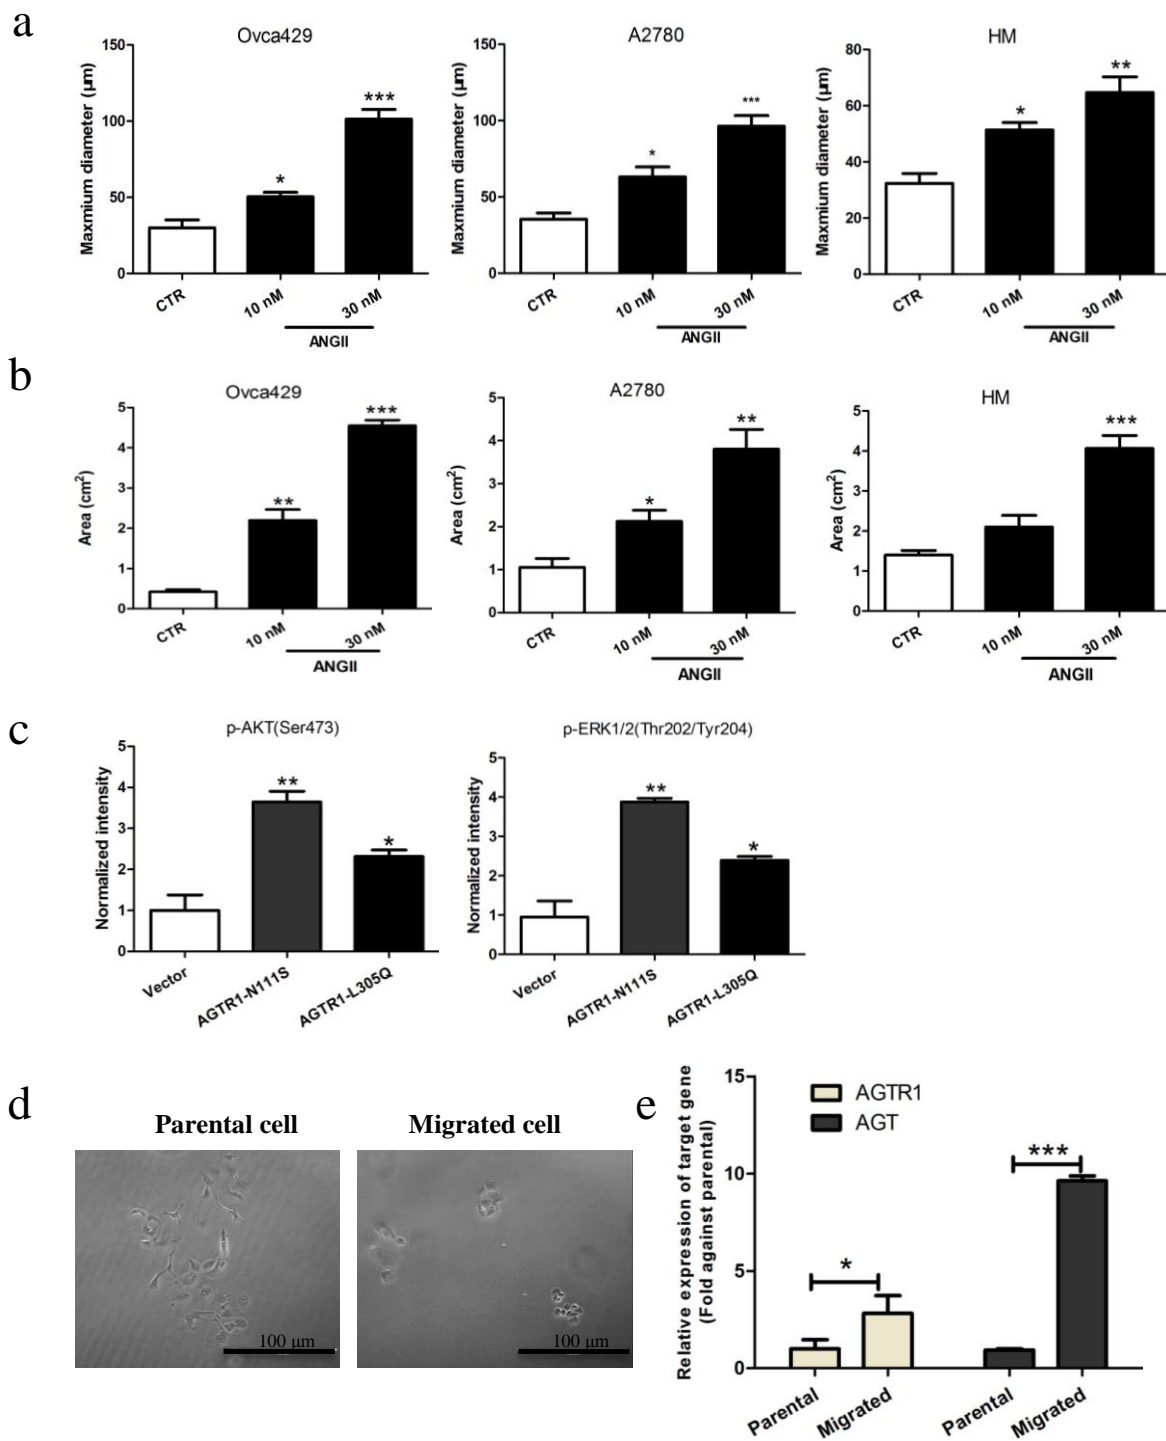 a
Ovca429
Maxmium diameter (µm)
150
100
50
0
*
***
CTR
10 nM
30 nM
ANGII
A2780
Maxmium diameter (µm)
150
100
50
0
*
***
CTR
10 nM
30 nM
ANGII
HM
Maxmium diameter (µm)
80
60
40
20
0
*
**
CTR
10 nM
30 nM
ANGII
b
Ovca429
Area (cm²)
5
4
3
2
1
0
**
***
CTR
10 nM
30 nM
ANGII
A2780
Area (cm²)
5
4
3
2
1
0
*
**
CTR
10 nM
30 nM
ANGII
HM
Area (cm²)
5
4
3
2
1
0
***
CTR
10 nM
30 nM
ANGII
c
p-AKT(Ser473)
Normalized intensity
5
4
3
2
1
0
**
*
Vector
AGTR1-N111S
AGTR1-L305Q
p-ERK1/2(Thr202/Tyr204)
Normalized intensity
5
4
3
2
1
0
**
*
Vector
AGTR1-N111S
AGTR1-L305Q
d
Parental cell
Migrated cell
100 µm
100 µm
e
Relative expression of target gene
(Fold against parental)
15
10
5
0
AGTR1
AGT
*
***
Parental
Migrated
Parental
Migrated